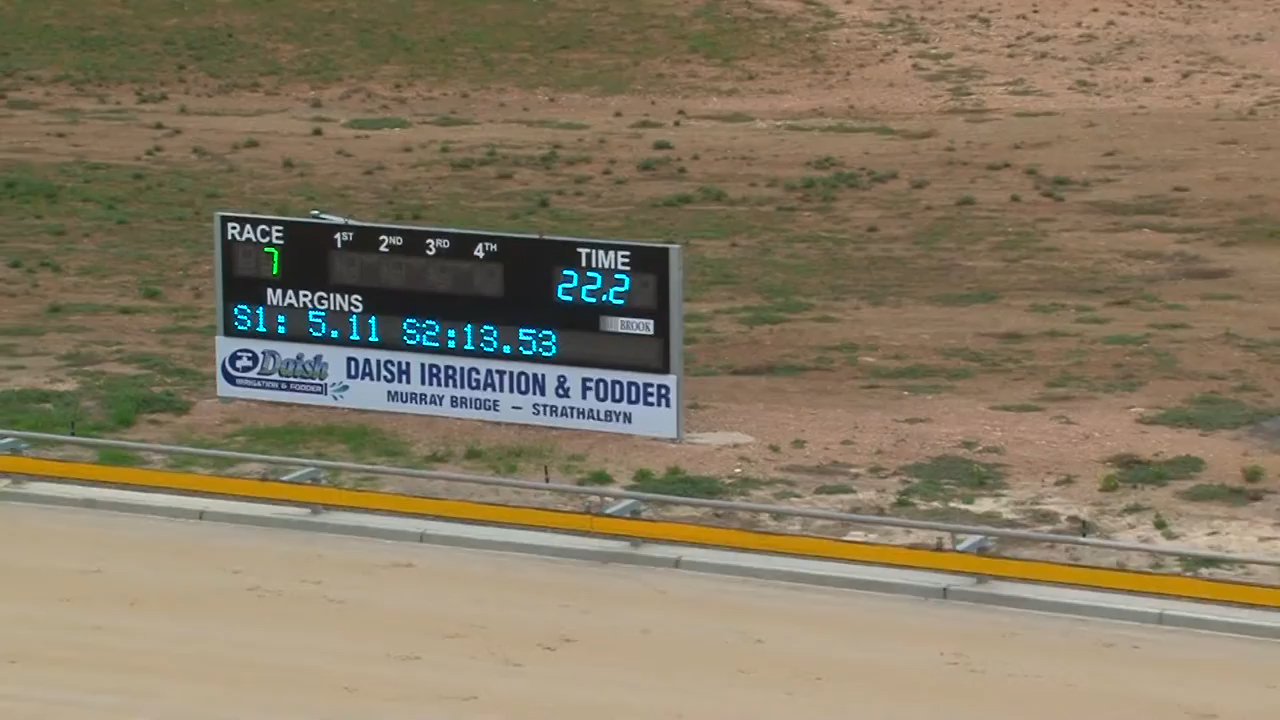 RACE 1ST 2ND 3RD 4TH TIME
7 22.2
MARGINS
BROOK
S1: 5.11 S2:13.53
Daish
IRRIGATION & FODDER
DAISH IRRIGATION & FODDER
MURRAY BRIDGE – STRATHALBYN